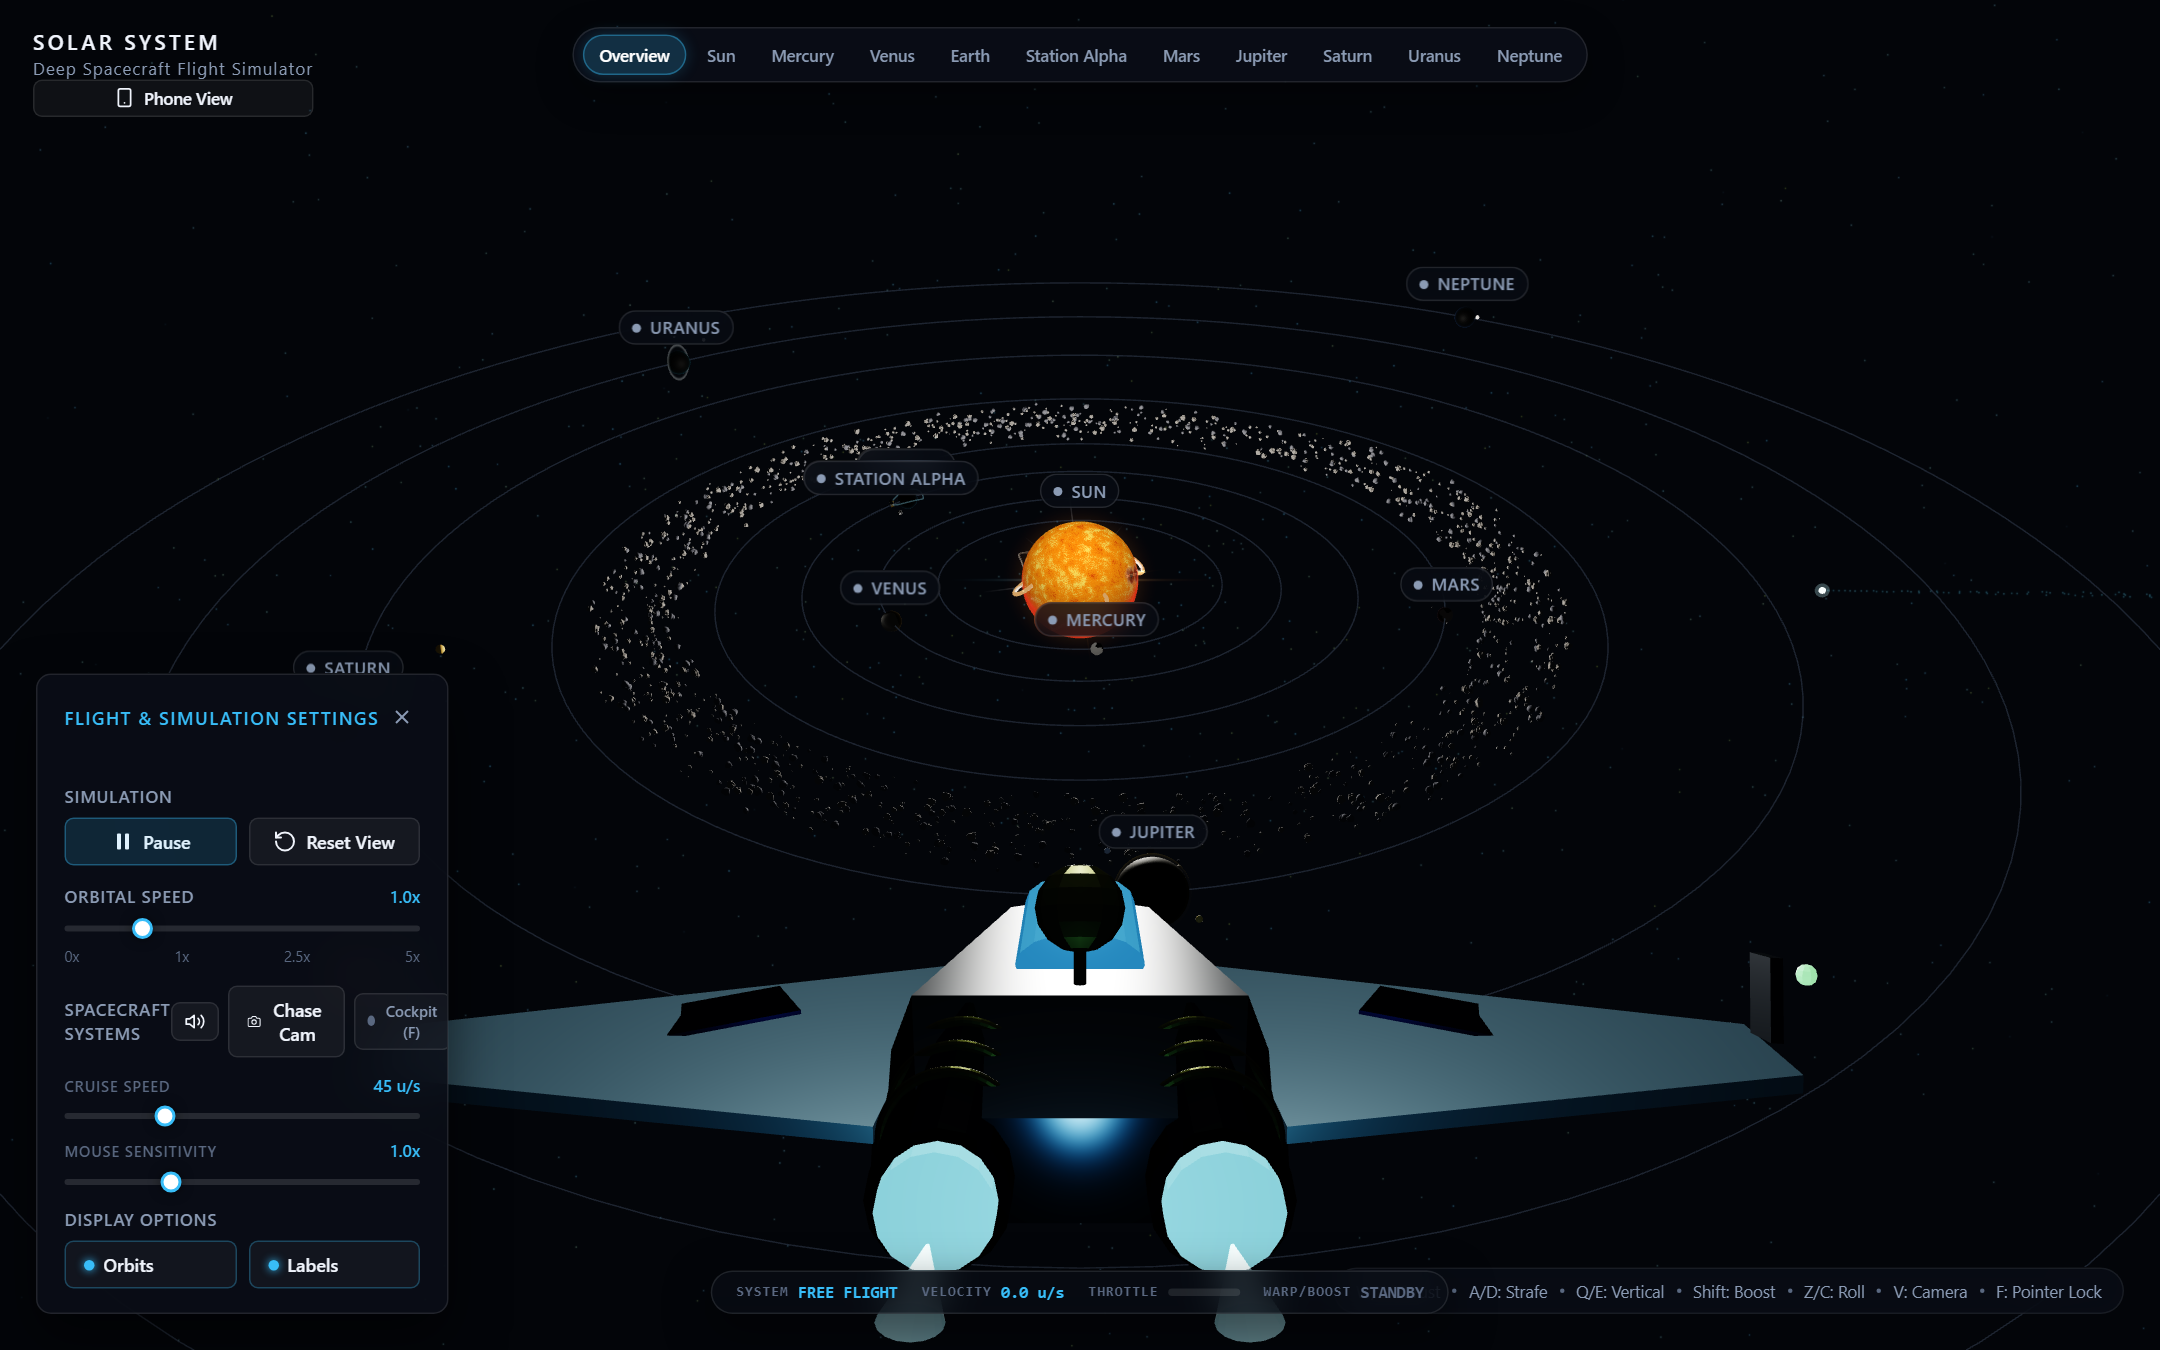 SOLAR SYSTEM
Deep Spacecraft Flight Simulator
Phone View
Overview Sun Mercury Venus Earth Station Alpha Mars Jupiter Saturn Uranus Neptune
NEPTUNE
URANUS
STATION ALPHA
SUN
VENUS
MARS
MERCURY
SATURN
JUPITER
FLIGHT & SIMULATION SETTINGS
SIMULATION
Pause Reset View
ORBITAL SPEED 1.0x
0x 1x 2.5x 5x
SPACECRAFT
SYSTEMS
Chase
Cam
Cockpit
(F)
CRUISE SPEED 45 u/s
MOUSE SENSITIVITY 1.0x
DISPLAY OPTIONS
Orbits Labels
SYSTEM FREE FLIGHT VELOCITY 0.0 u/s THROTTLE WARP/BOOST STANDBY
• A/D: Strafe • Q/E: Vertical • Shift: Boost • Z/C: Roll • V: Camera • F: Pointer Lock